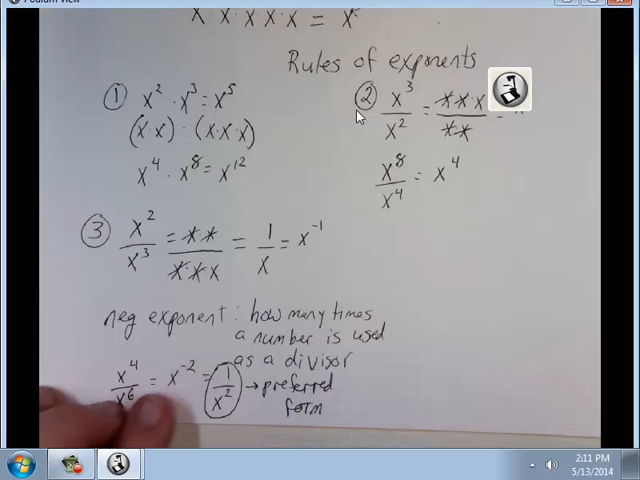 Podium View
x · x · x · x · x = x⁵
Rules of exponents
① x² · x³ = x⁵
(x·x) · (x·x·x)
x⁴ · x⁸ = x¹²
② x³/x² = x·x·x/x·x =
x⁸/x⁴ = x⁴
③ x²/x³ = x·x/x·x·x = 1/x = x⁻¹
neg exponent : how many times
a number is used
as a divisor
x⁴/x⁶ = x⁻² = 1/x² → preferred
form
2:11 PM
5/13/2014